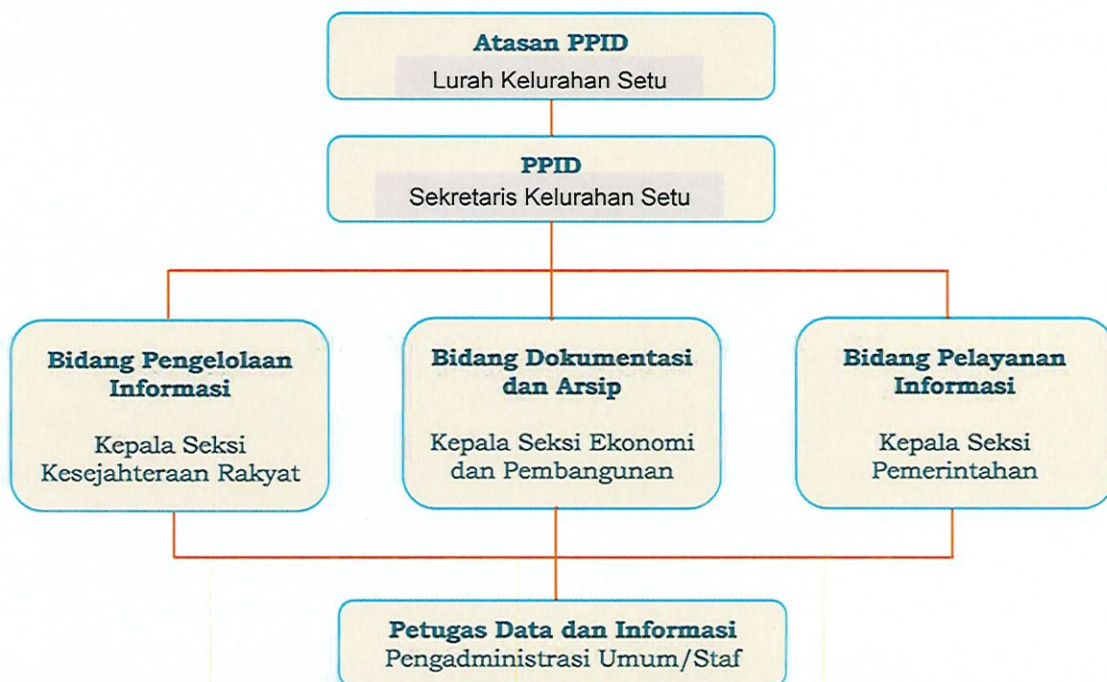 Atasan PPID
Lurah Kelurahan Setu
PPID
Sekretaris Kelurahan Setu
Bidang Pengelolaan
Informasi
Kepala Seksi
Kesejahteraan Rakyat
Bidang Dokumentasi
dan Arsip
Kepala Seksi Ekonomi
dan Pembangunan
Bidang Pelayanan
Informasi
Kepala Seksi
Pemerintahan
Petugas Data dan Informasi
Pengadministrasi Umum/Staf